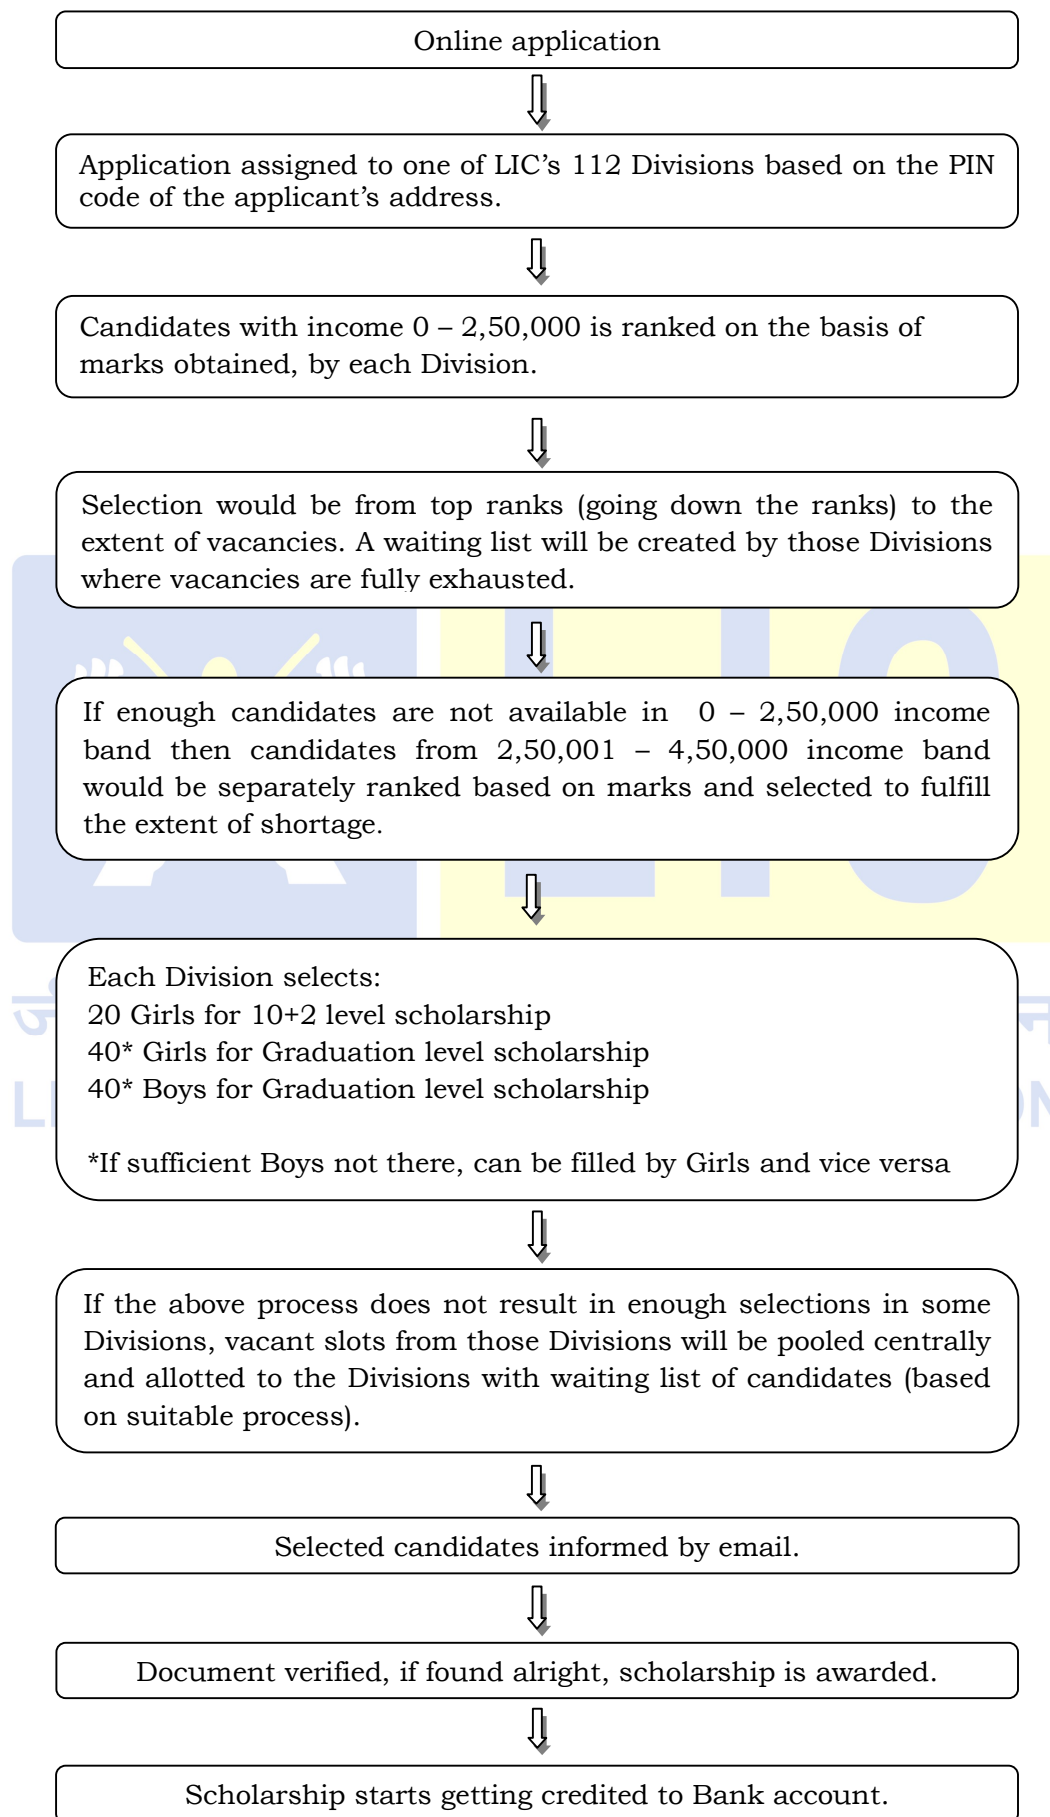 Online application
Application assigned to one of LIC’s 112 Divisions based on the PIN
code of the applicant’s address.
Candidates with income 0 – 2,50,000 is ranked on the basis of
marks obtained, by each Division.
Selection would be from top ranks (going down the ranks) to the
extent of vacancies. A waiting list will be created by those Divisions
where vacancies are fully exhausted.
If enough candidates are not available in 0 – 2,50,000 income
band then candidates from 2,50,001 – 4,50,000 income band
would be separately ranked based on marks and selected to fulfill
the extent of shortage.
Each Division selects:
20 Girls for 10+2 level scholarship
40* Girls for Graduation level scholarship
40* Boys for Graduation level scholarship
*If sufficient Boys not there, can be filled by Girls and vice versa
If the above process does not result in enough selections in some
Divisions, vacant slots from those Divisions will be pooled centrally
and allotted to the Divisions with waiting list of candidates (based
on suitable process).
Selected candidates informed by email.
Document verified, if found alright, scholarship is awarded.
Scholarship starts getting credited to Bank account.